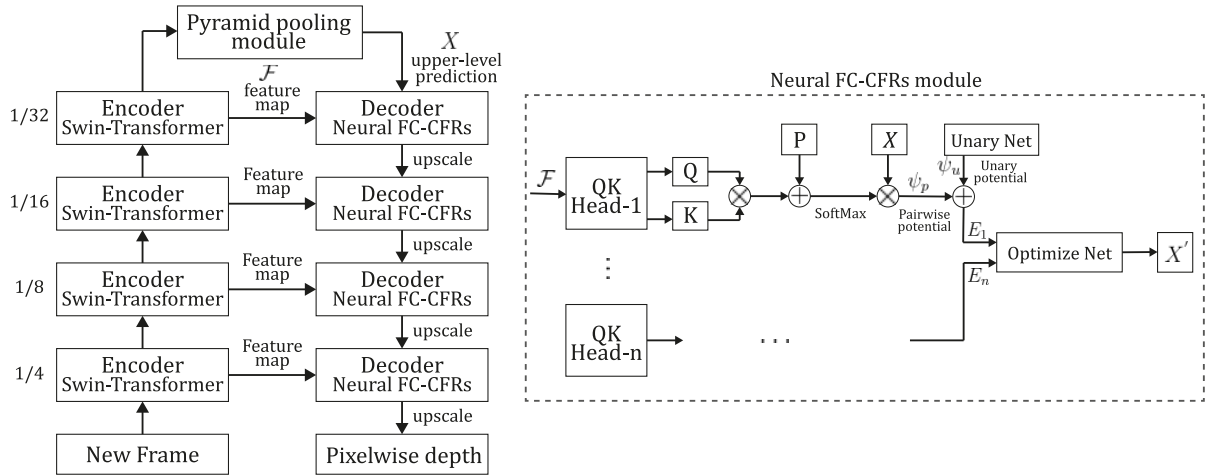 Pyramid pooling
module
X
upper-level
prediction
F
feature
map
1/32
Encoder
Swin-Transformer
Decoder
Neural FC-CFRs
upscale
1/16
Encoder
Swin-Transformer
Feature
map
Decoder
Neural FC-CFRs
upscale
1/8
Encoder
Swin-Transformer
Feature
map
Decoder
Neural FC-CFRs
upscale
1/4
Encoder
Swin-Transformer
Feature
map
Decoder
Neural FC-CFRs
upscale
New Frame
Pixelwise depth
Neural FC-CFRs module
F
QK
Head-1
Q
K
P
SoftMax
X
ψ_p
Pairwise
potential
Unary Net
ψ_u
Unary
potential
E_1
E_n
Optimize Net
X′
QK
Head-n